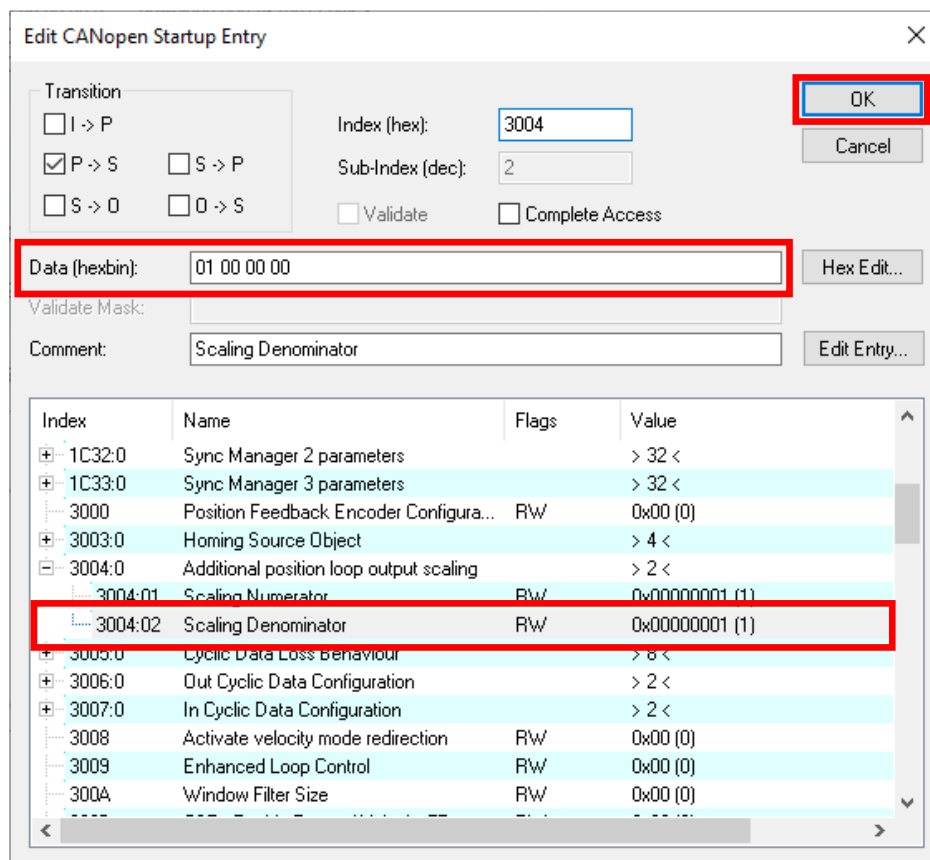 Edit CANopen Startup Entry
Transition
I -> P
P -> S
S -> P
S -> O
O -> S
Index (hex):
3004
Sub-Index (dec):
2
Validate
Complete Access
OK
Cancel
Data (hexbin):
01 00 00 00
Hex Edit...
Validate Mask:
Comment:
Scaling Denominator
Edit Entry...
Index Name Flags Value
1C32:0 Sync Manager 2 parameters > 32 <
1C33:0 Sync Manager 3 parameters > 32 <
3000 Position Feedback Encoder Configura... RW 0x00 (0)
3003:0 Homing Source Object > 4 <
3004:0 Additional position loop output scaling > 2 <
3004:01 Scaling Numerator RW 0x00000001 (1)
3004:02 Scaling Denominator RW 0x00000001 (1)
3005:0 Cyclic Data Loss Behaviour > 8 <
3006:0 Out Cyclic Data Configuration > 2 <
3007:0 In Cyclic Data Configuration > 2 <
3008 Activate velocity mode redirection RW 0x00 (0)
3009 Enhanced Loop Control RW 0x00 (0)
300A Window Filter Size RW 0x00 (0)